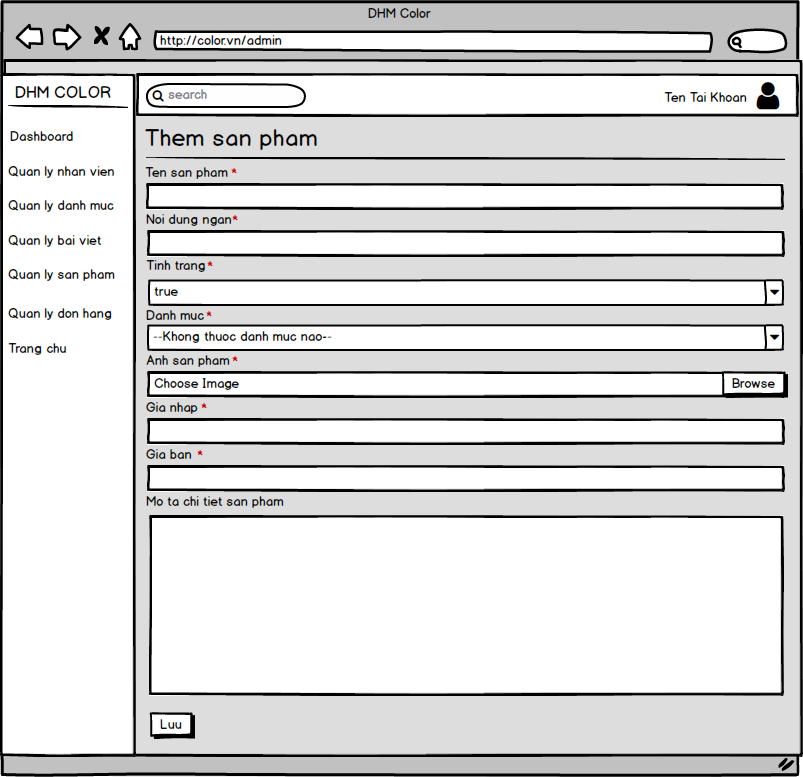 DHM Color
http://color.vn/admin
DHM COLOR
Dashboard
Quan ly nhan vien
Quan ly danh muc
Quan ly bai viet
Quan ly san pham
Quan ly don hang
Trang chu
search
Ten Tai Khoan
Them san pham
Ten san pham *
Noi dung ngan*
Tinh trang*
true
Danh muc*
--Khong thuoc danh muc nao--
Anh san pham*
Choose Image
Browse
Gia nhap *
Gia ban *
Mo ta chi tiet san pham
Luu